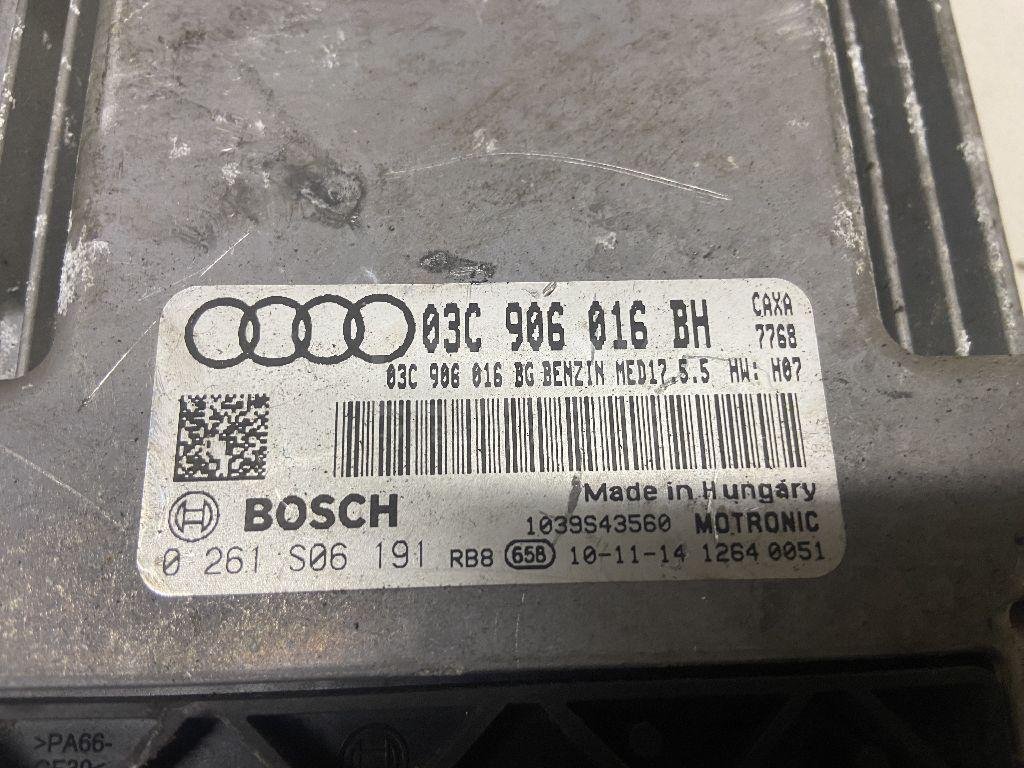 03C 906 016 BH CAXA
7768
03C 906 016 BG BENZIN MED17.5.5 HW: H07
Made in Hungary
BOSCH
1039S43560 MOTRONIC
0 261 S06 191 RB8 658 10-11-14 1264 0051
>PA66-
GF30<